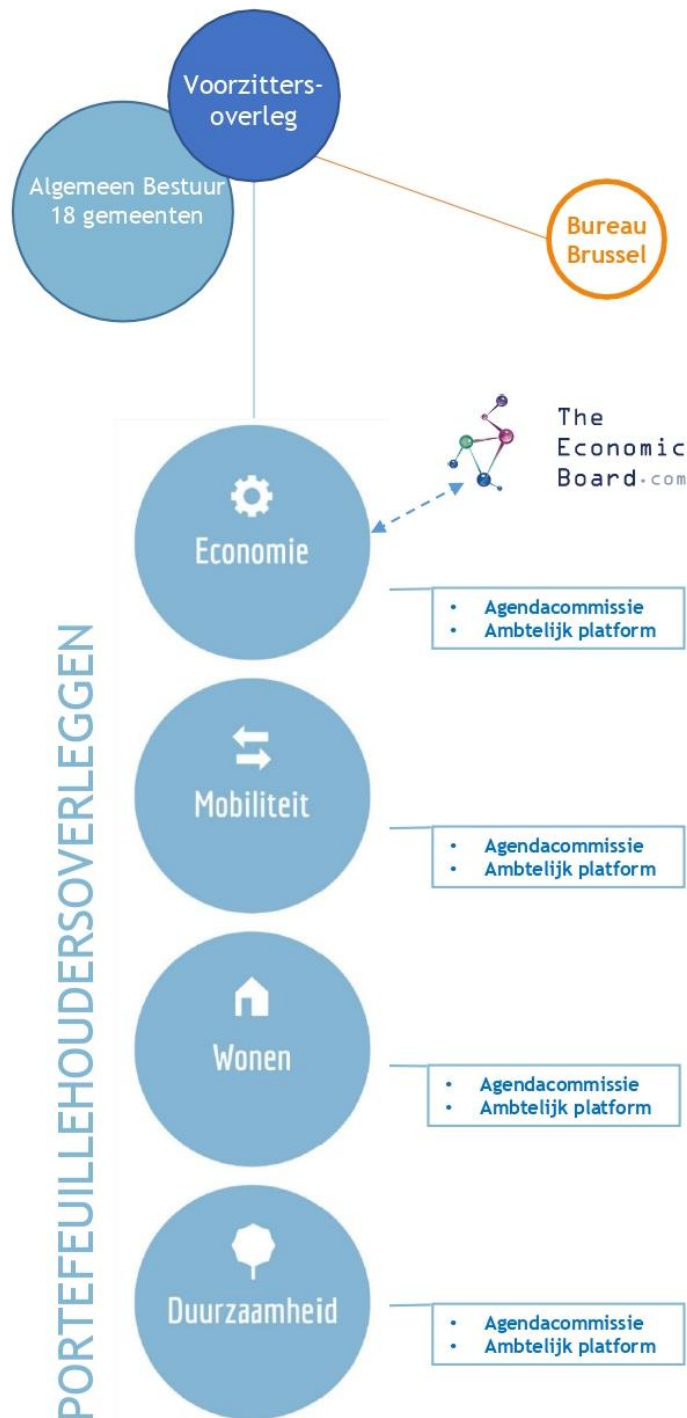 Voorzitters-
overleg
Algemeen Bestuur
18 gemeenten
Bureau
Brussel
The
Economic
Board.com
Economie
• Agendacommissie
• Ambtelijk platform
PORTEFEUILLEHOUDERSOVERLEGGEN
Mobiliteit
• Agendacommissie
• Ambtelijk platform
Wonen
• Agendacommissie
• Ambtelijk platform
Duurzaamheid
• Agendacommissie
• Ambtelijk platform